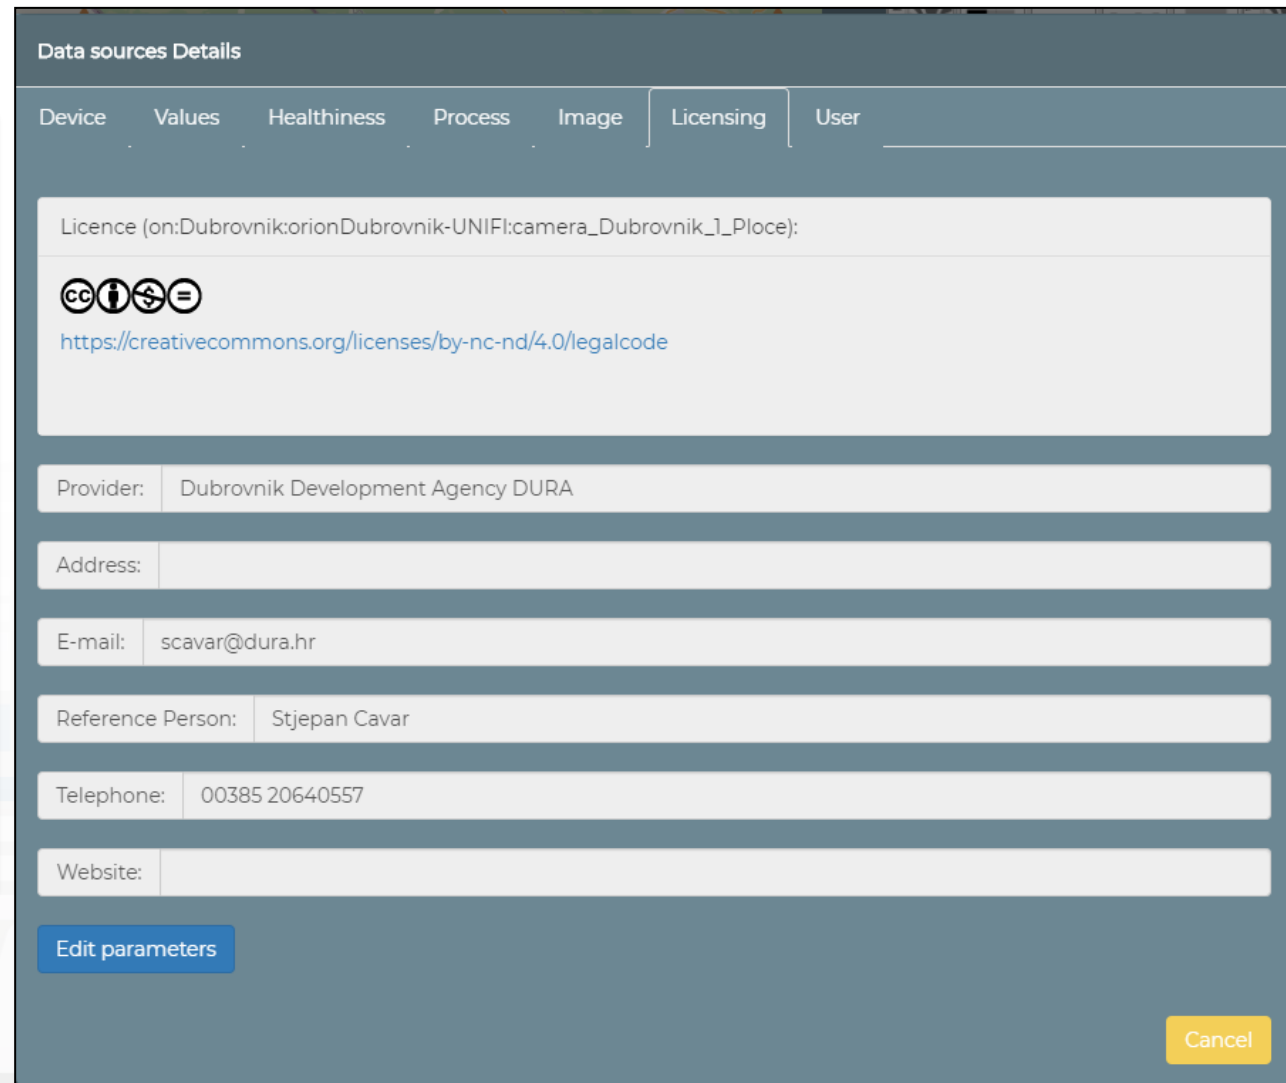 Data sources Details
Device Values Healthiness Process Image Licensing User
Licence (on:Dubrovnik:orionDubrovnik-UNIFI:camera_Dubrovnik_1_Ploce):
cc $ =
https://creativecommons.org/licenses/by-nc-nd/4.0/legalcode
Provider: Dubrovnik Development Agency DURA
Address:
E-mail: scavar@dura.hr
Reference Person: Stjepan Cavar
Telephone: 00385 20640557
Website:
Edit parameters
Cancel